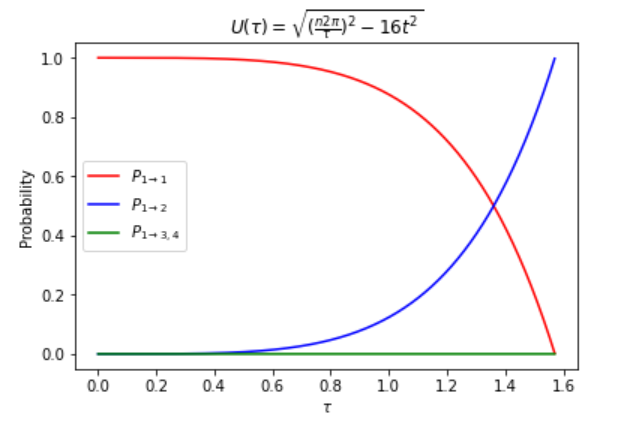 U(τ) = √((n2π/τ)² − 16t²)
1.0
0.8
0.6
0.4
0.2
0.0
Probability
P₁→₁
P₁→₂
P₁→₃,₄
0.0 0.2 0.4 0.6 0.8 1.0 1.2 1.4 1.6
τ